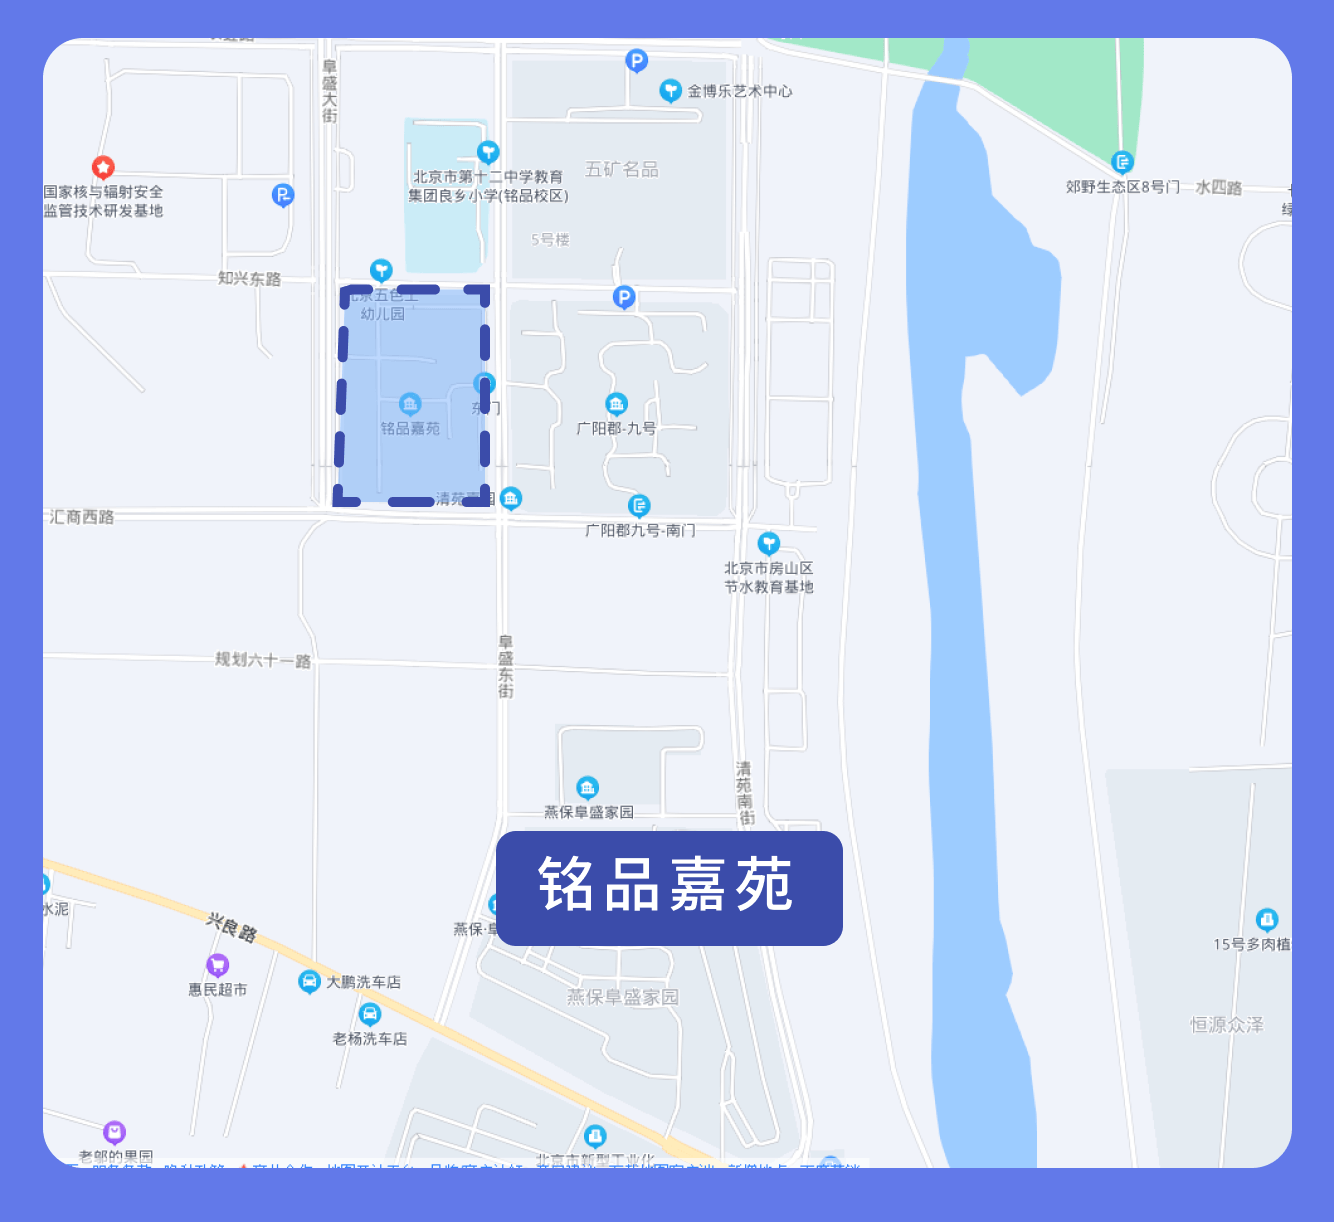 阜盛大街
金博乐艺术中心
五矿名品
北京市第十二中学教育
集团良乡小学(铭品校区)
国家核与辐射安全
监管技术研发基地
郊野生态区8号门
水四路
5号楼
知兴东路
北京五色土
幼儿园
东门
铭品嘉苑
广阳郡-九号
汇商西路
广阳郡九号-南门
北京市房山区
节水教育基地
规划六十一路
阜盛东街
清苑南街
燕保阜盛家园
铭品嘉苑
水泥
兴良路
燕保·阜
15号多肉植
惠民超市
大鹏洗车店
燕保阜盛家园
恒源众泽
老杨洗车店
老邬的果园
北京市新型工业化